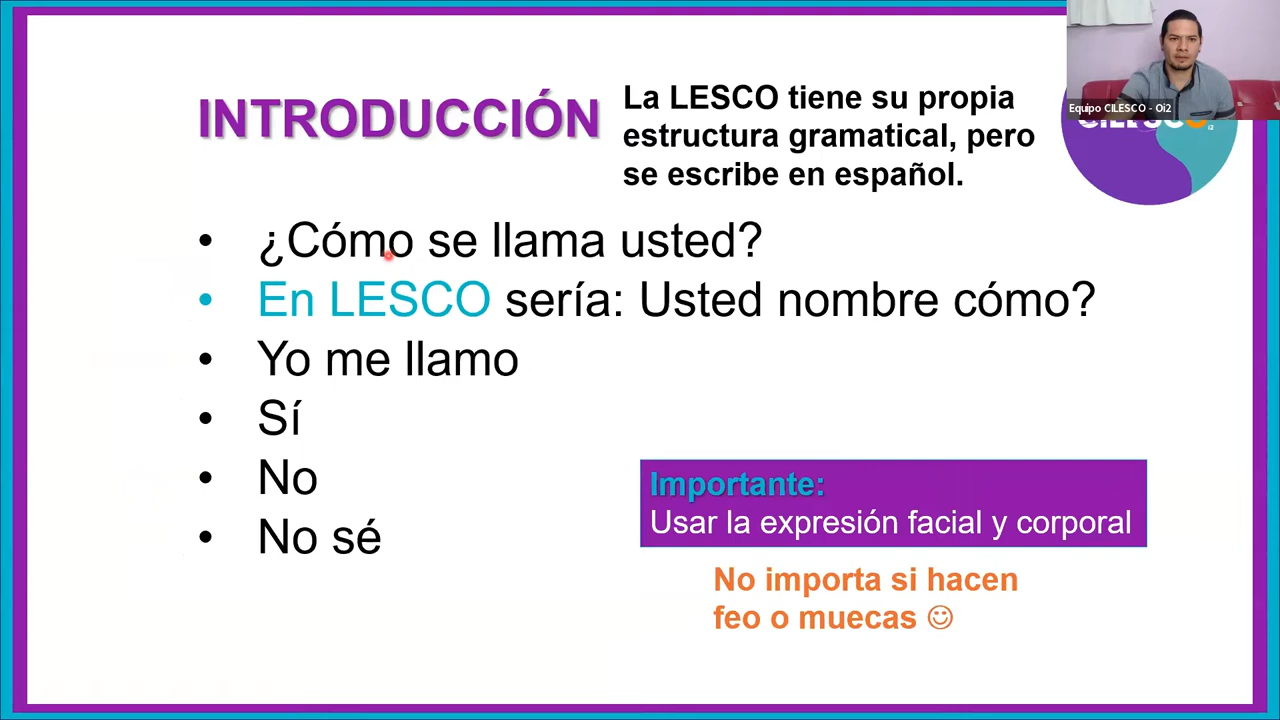 INTRODUCCIÓN
La LESCO tiene su propia
estructura gramatical, pero
se escribe en español.
Equipo CILESCO - Oi2
• ¿Cómo se llama usted?
• En LESCO sería: Usted nombre cómo?
• Yo me llamo
• Sí
• No
• No sé
Importante:
Usar la expresión facial y corporal
No importa si hacen
feo o muecas ☺